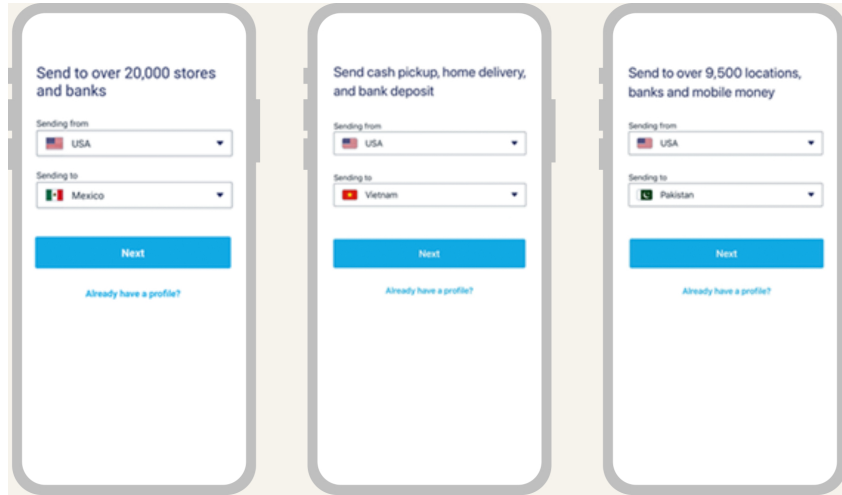 Send to over 20,000 stores
and banks
Sending from
USA
Sending to
Mexico
Next
Already have a profile?
Send cash pickup, home delivery,
and bank deposit
Sending from
USA
Sending to
Vietnam
Next
Already have a profile?
Send to over 9,500 locations,
banks and mobile money
Sending from
USA
Sending to
Pakistan
Next
Already have a profile?